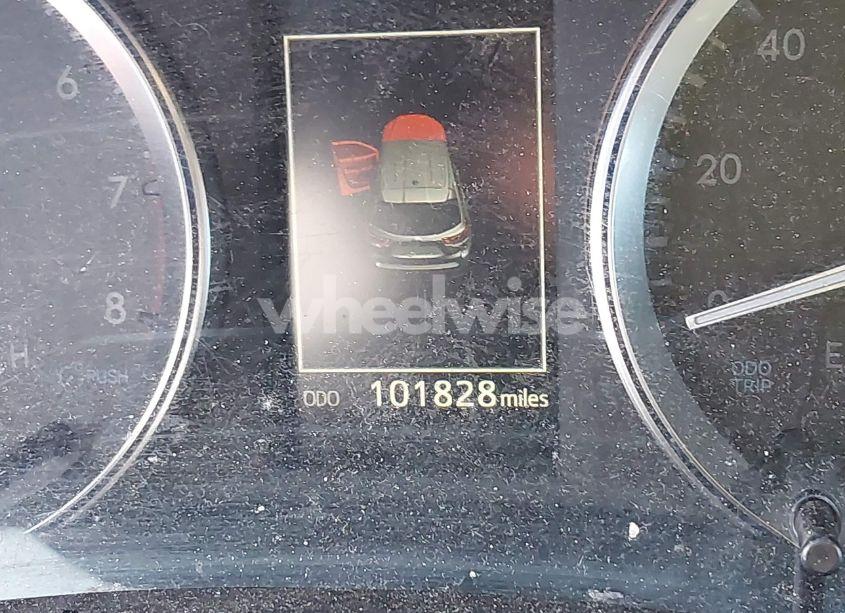 6
40
7
20
8
0
wheelwise
H
PUSH
ODO
TRIP
E
ODO 101828 miles